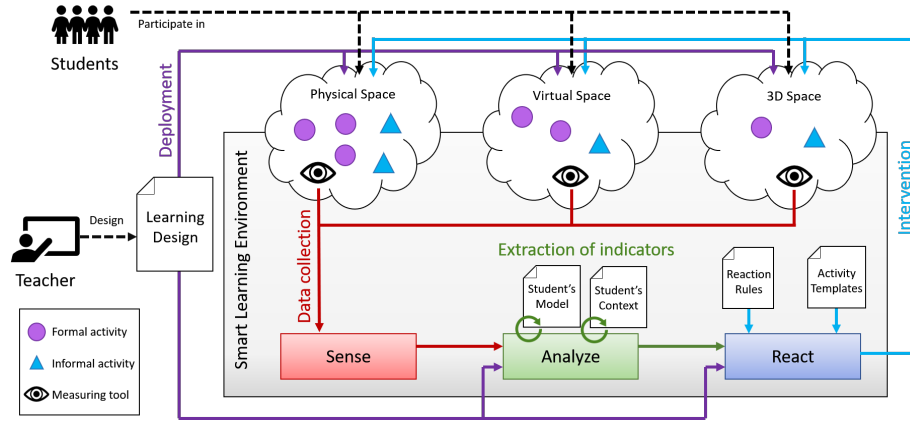 Participate in
Students
Deployment
Physical Space
Virtual Space
3D Space
Intervention
Smart Learning Environment
Design
Learning
Design
Teacher
Data collection
Extraction of indicators
Student's
Model
Student's
Context
Reaction
Rules
Activity
Templates
Formal activity
Informal activity
Measuring tool
Sense
Analyze
React